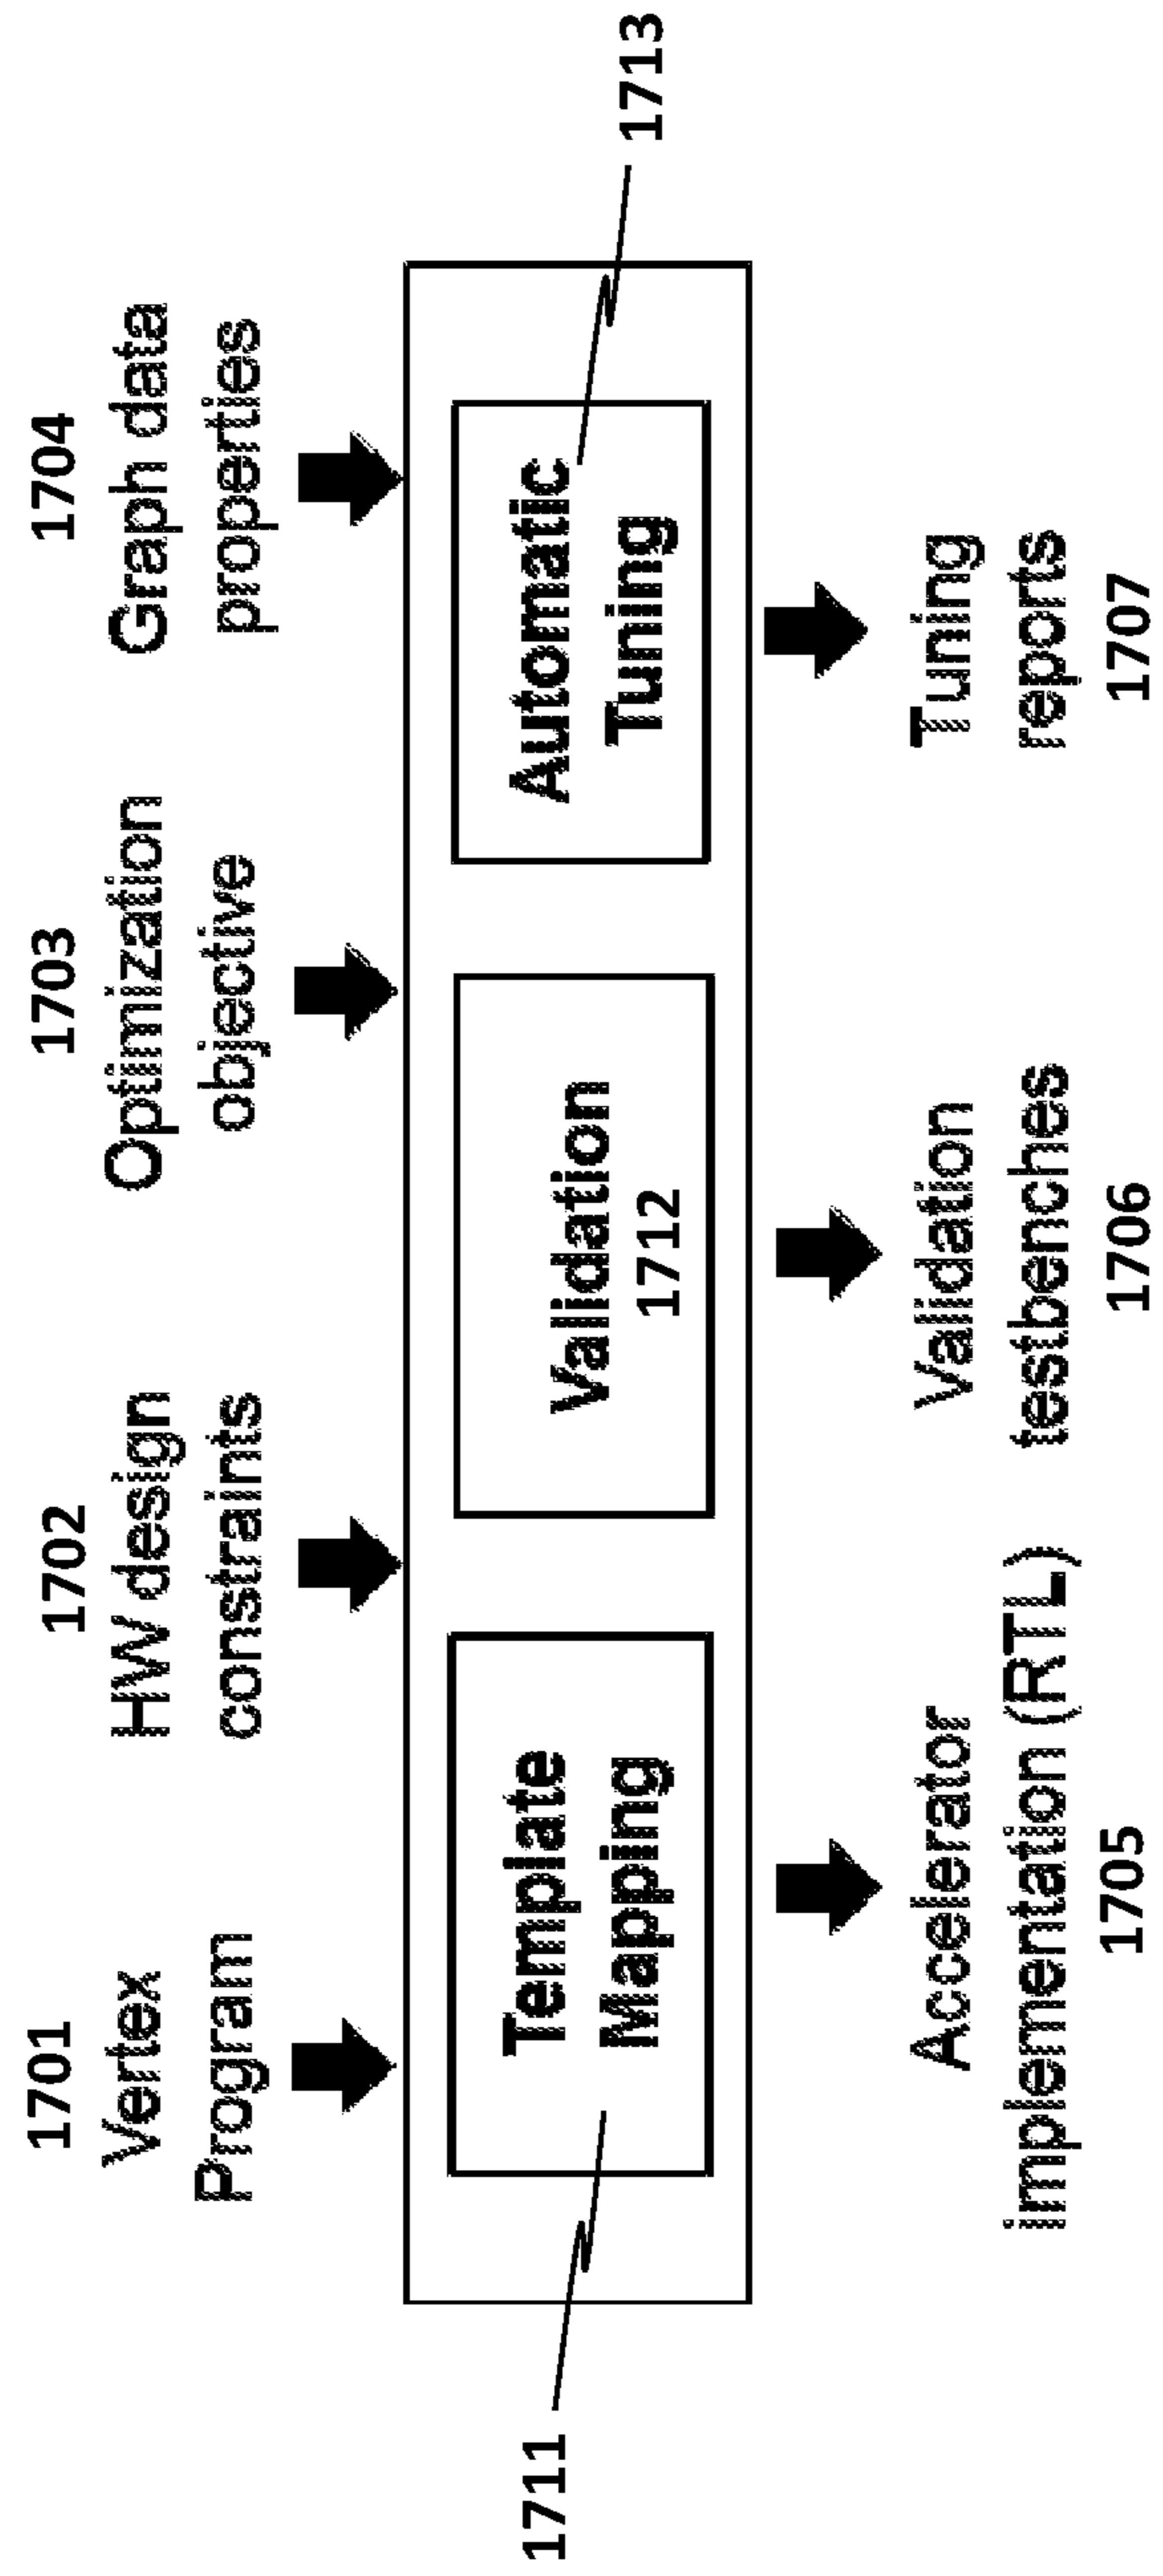 1701
Vertex
Program
1702
HW design
constraints
1703
Optimization
objective
1704
Graph data
properties
1711
Template
Mapping
Validation
1712
Automatic
Tuning
1713
Accelerator
implementation (RTL)
1705
Validation
testbenches
1706
Tuning
reports
1707